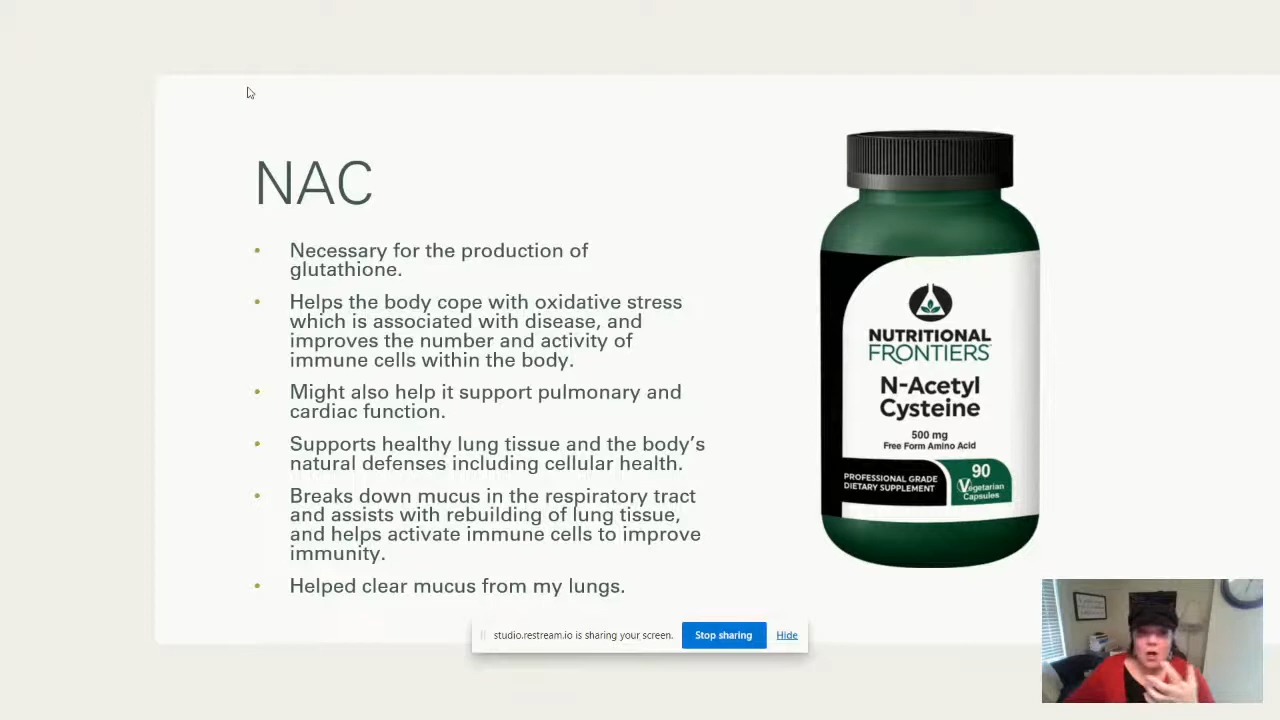 NAC
• Necessary for the production of
glutathione.
• Helps the body cope with oxidative stress
which is associated with disease, and
improves the number and activity of
immune cells within the body.
• Might also help it support pulmonary and
cardiac function.
• Supports healthy lung tissue and the body's
natural defenses including cellular health.
• Breaks down mucus in the respiratory tract
and assists with rebuilding of lung tissue,
and helps activate immune cells to improve
immunity.
• Helped clear mucus from my lungs.
NUTRITIONAL
FRONTIERS
N-Acetyl
Cysteine
500 mg
Free Form Amino Acid
PROFESSIONAL GRADE
DIETARY SUPPLEMENT
90
Vegetarian
Capsules
studio.restream.io is sharing your screen.
Stop sharing
Hide